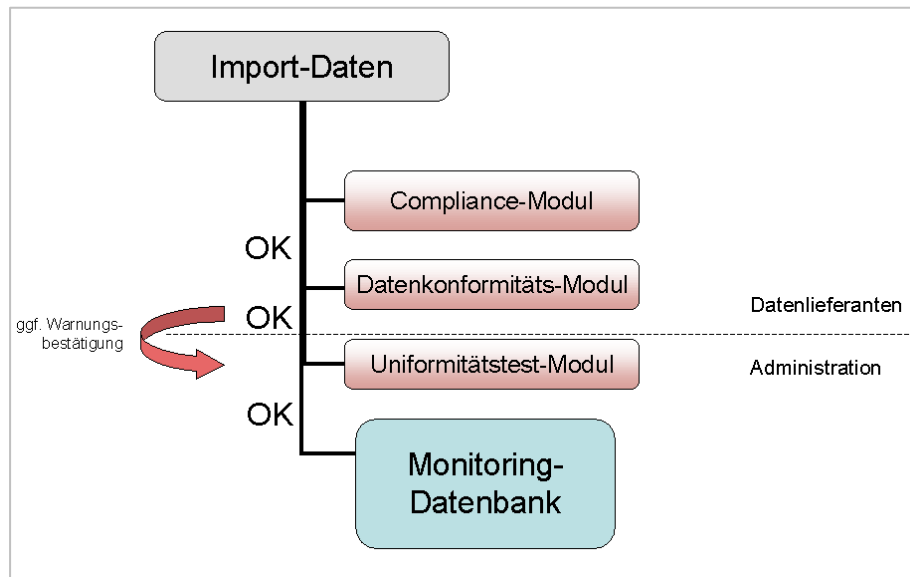 Import-Daten
Compliance-Modul
OK
Datenkonformitäts-Modul
Datenlieferanten
OK
ggf. Warnungs-
bestätigung
Uniformitätstest-Modul
Administration
OK
Monitoring-
Datenbank